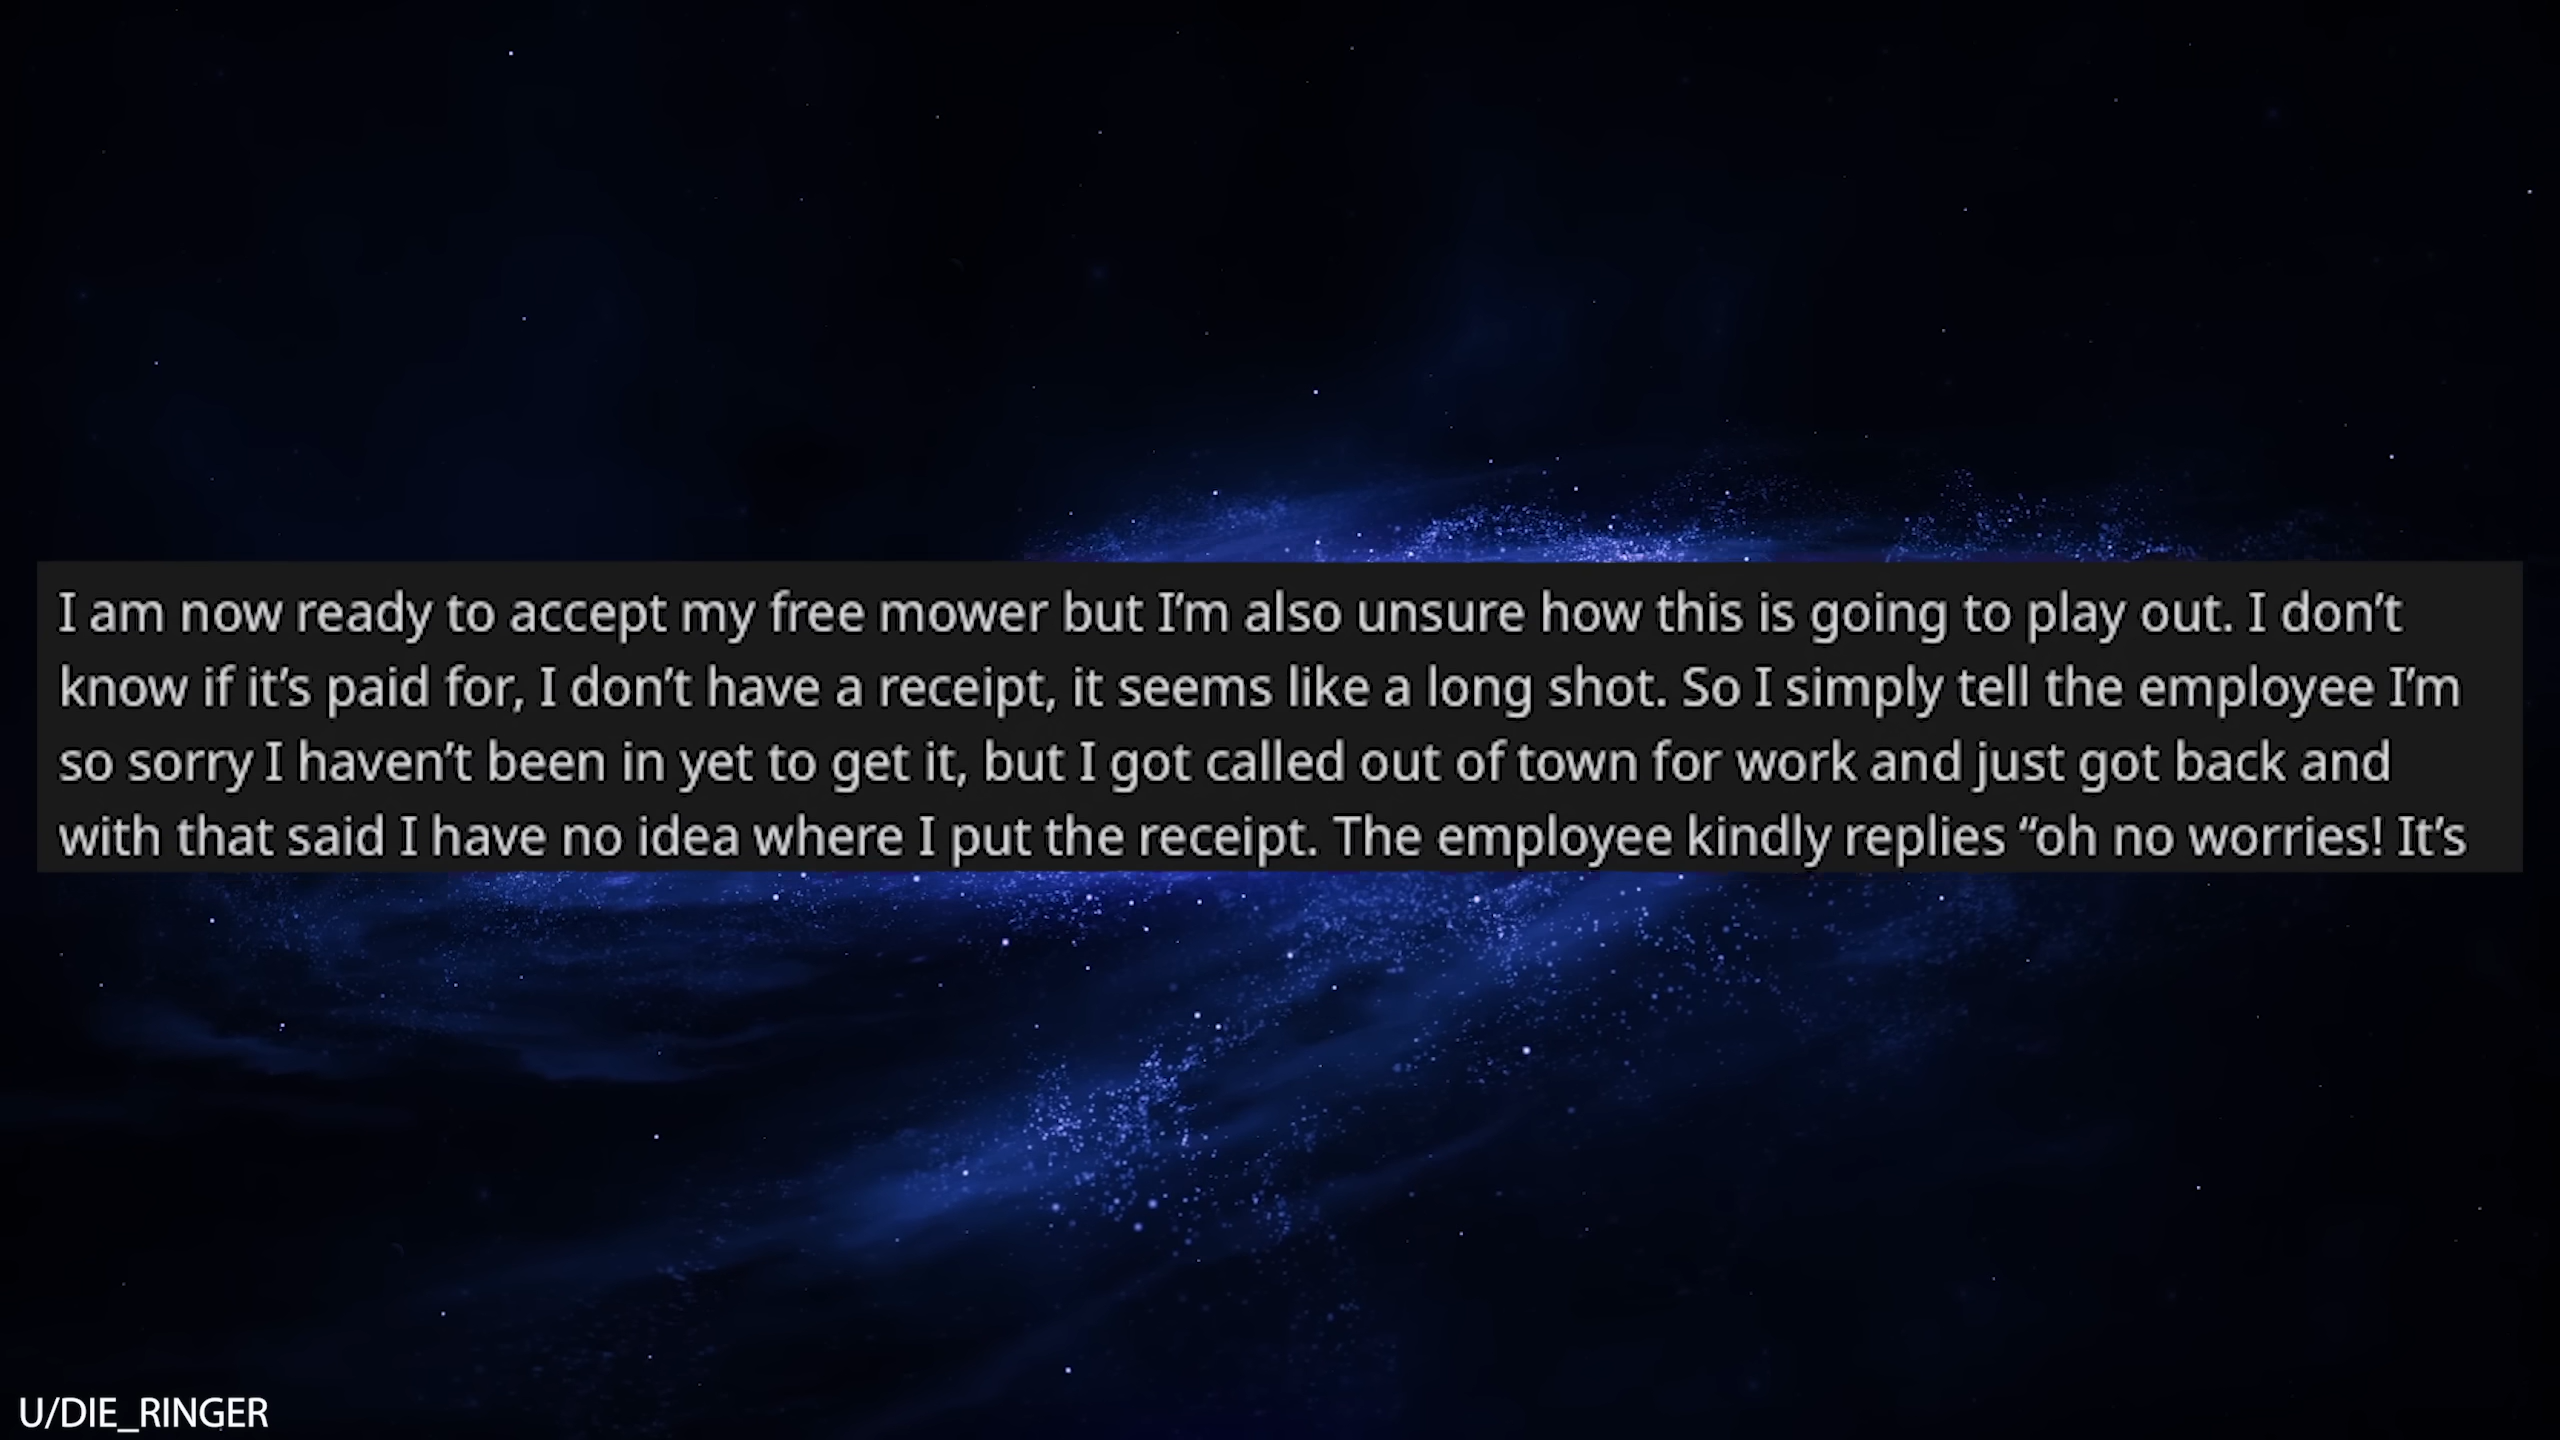 I am now ready to accept my free mower but I’m also unsure how this is going to play out. I don’t
know if it’s paid for, I don’t have a receipt, it seems like a long shot. So I simply tell the employee I’m
so sorry I haven’t been in yet to get it, but I got called out of town for work and just got back and
with that said I have no idea where I put the receipt. The employee kindly replies “oh no worries! It’s
U/DIE_RINGER